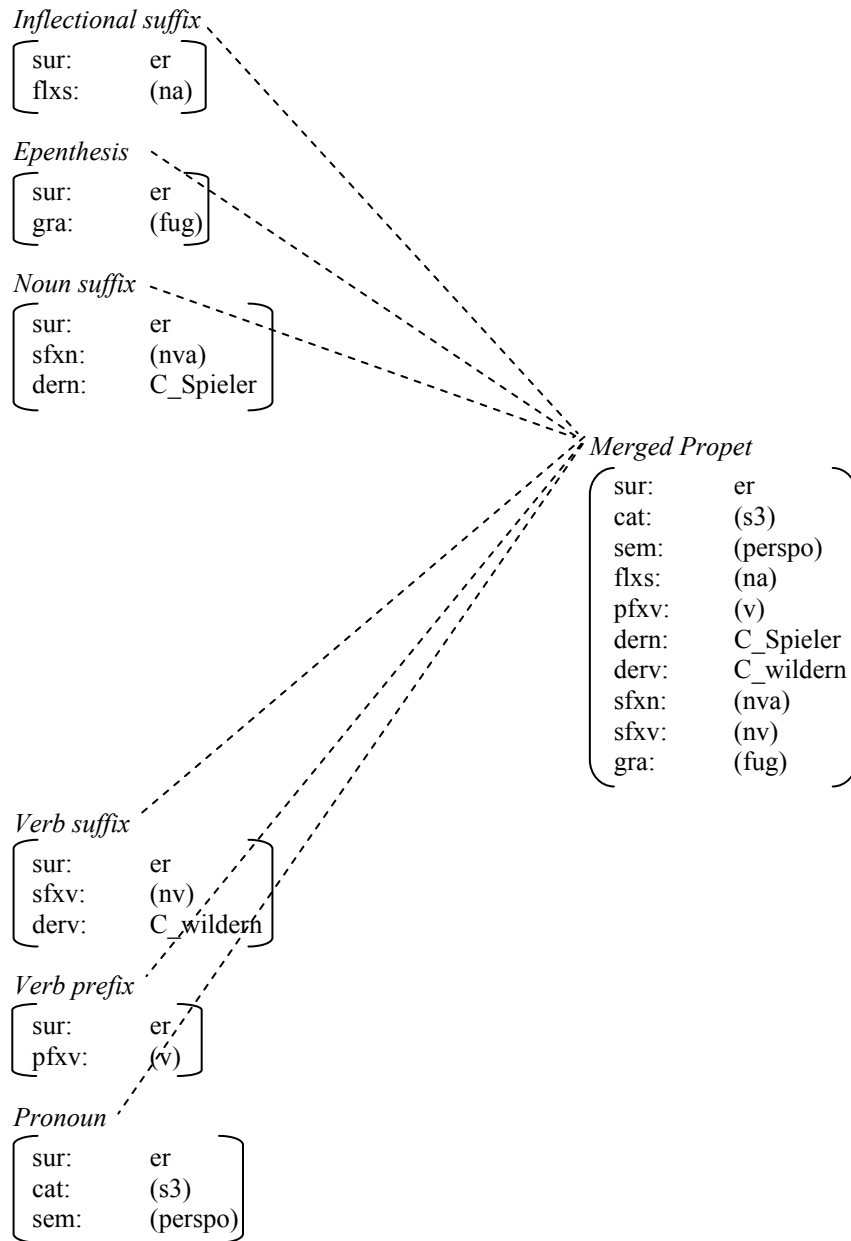 Inflectional suffix
sur: er
flxs: (na)
Epenthesis
sur: er
gra: (fug)
Noun suffix
sur: er
sfxn: (nva)
dern: C_Spieler
Merged Propet
sur: er
cat: (s3)
sem: (perspo)
flxs: (na)
pfxv: (v)
dern: C_Spieler
derv: C_wildern
sfxn: (nva)
sfxv: (nv)
gra: (fug)
Verb suffix
sur: er
sfxv: (nv)
derv: C_wildern
Verb prefix
sur: er
pfxv: (v)
Pronoun
sur: er
cat: (s3)
sem: (perspo)